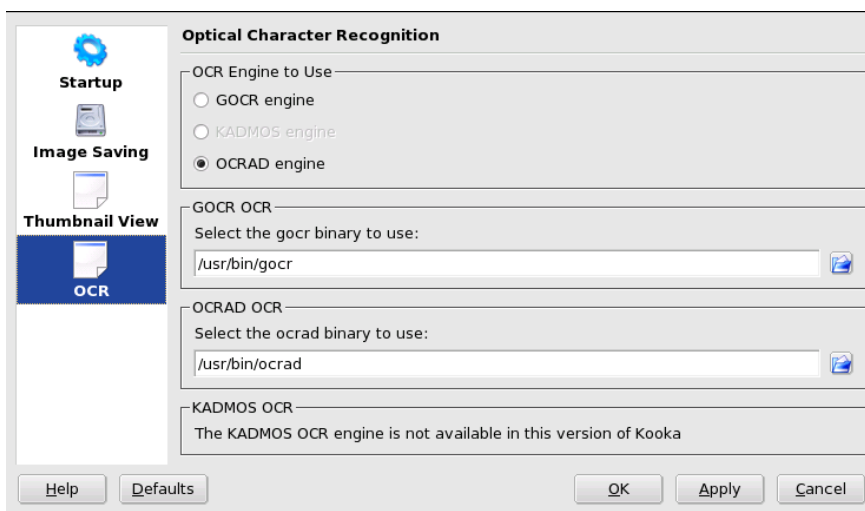 Startup
Image Saving
Thumbnail View
OCR
Optical Character Recognition
OCR Engine to Use
GOCR engine
KADMOS engine
OCRAD engine
GOCR OCR
Select the gocr binary to use:
/usr/bin/gocr
OCRAD OCR
Select the ocrad binary to use:
/usr/bin/ocrad
KADMOS OCR
The KADMOS OCR engine is not available in this version of Kooka
Help Defaults OK Apply Cancel